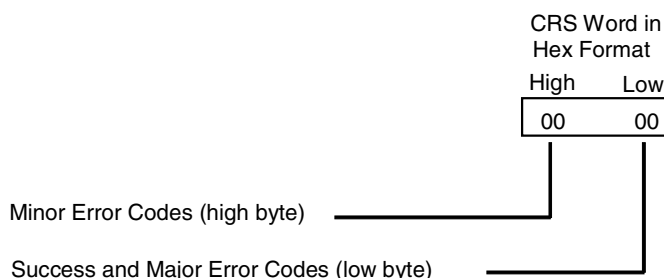 CRS Word in
Hex Format
High Low
00 00
Minor Error Codes (high byte)
Success and Major Error Codes (low byte)